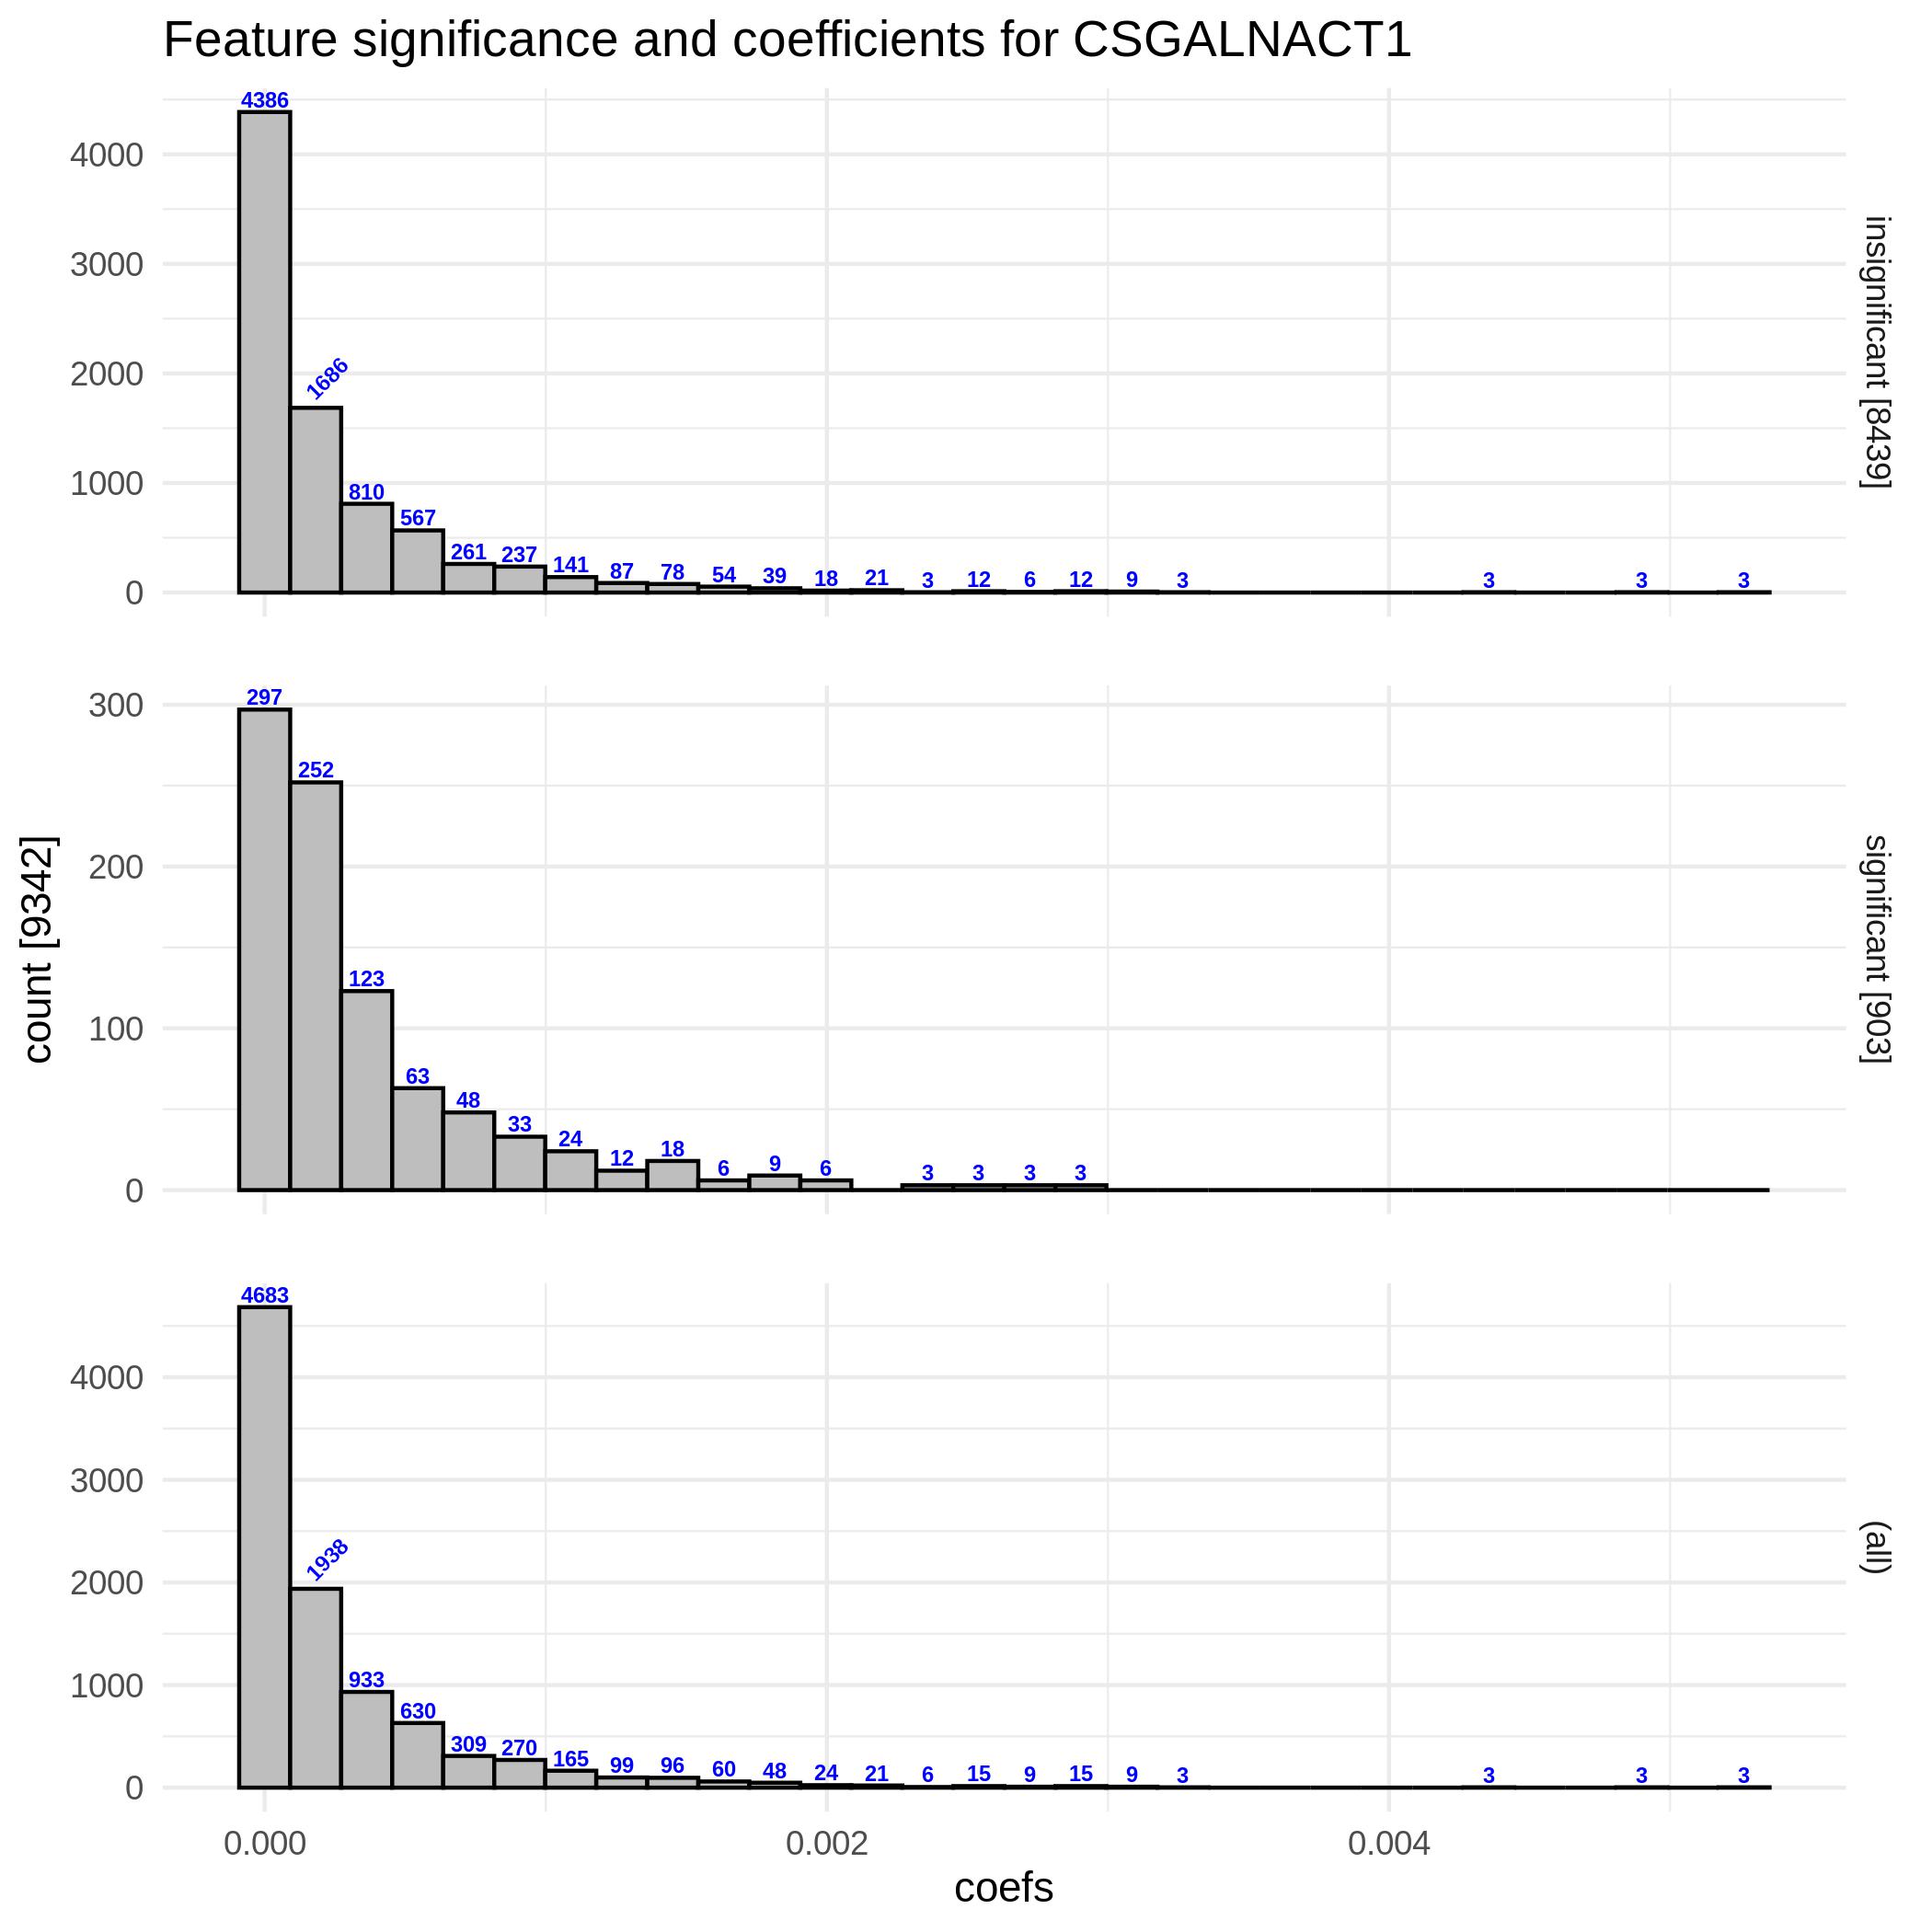 Feature significance and coefficients for CSGALNACT1
4386
1686
810
567
261 237 141 87 78 54 39 18 21 3 12 6 12 9 3 3 3 3
4000
3000
2000
1000
0
insignificant [8439]
297
252
123
63
48
33
24
12 18 6 9 6 3 3 3 3
300
200
100
0
significant [903]
count [9342]
4683
1938
933
630
309 270 165 99 96 60 48 24 21 6 15 9 15 9 3 3 3 3
4000
3000
2000
1000
0
(all)
0.000 0.002 0.004
coefs